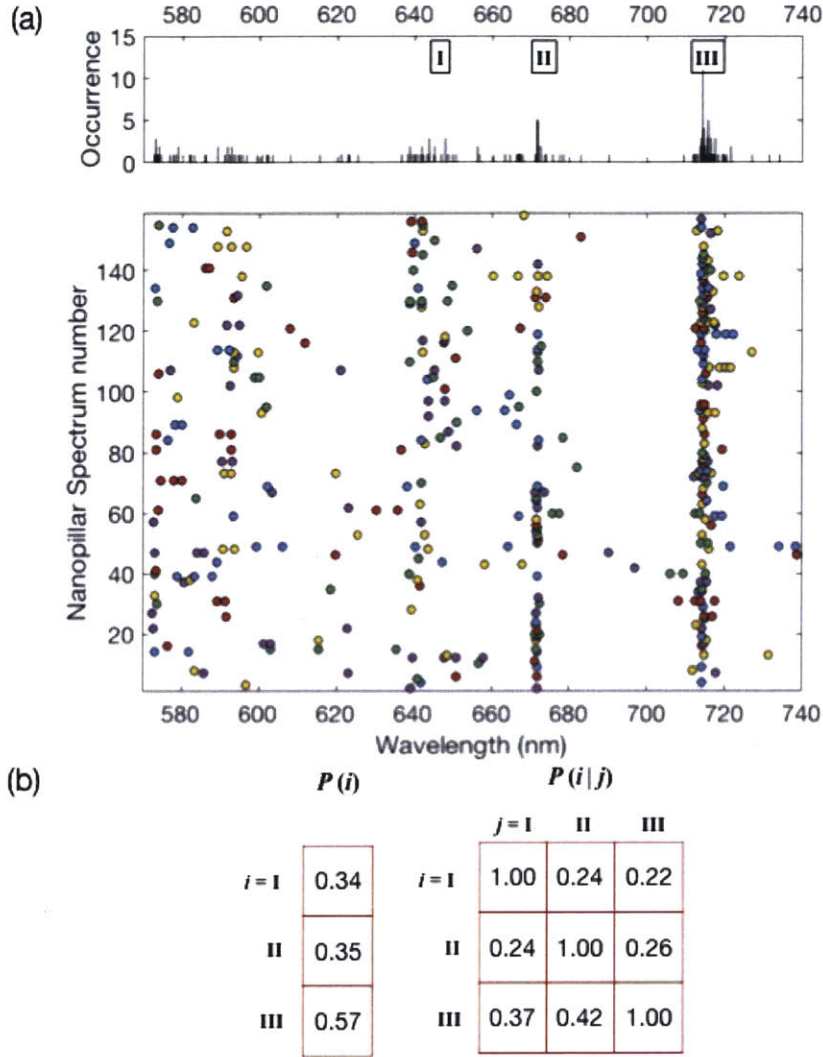 (a)
580 600 620 640 660 680 700 720 740
15
10
5
0
Occurrence
I II III
140
120
100
80
60
40
20
Nanopillar Spectrum number
580 600 620 640 660 680 700 720 740
Wavelength (nm)
(b)
P(i) P(i|j)
j = I II III
i = I 0.34 i = I 1.00 0.24 0.22
II 0.35 II 0.24 1.00 0.26
III 0.57 III 0.37 0.42 1.00